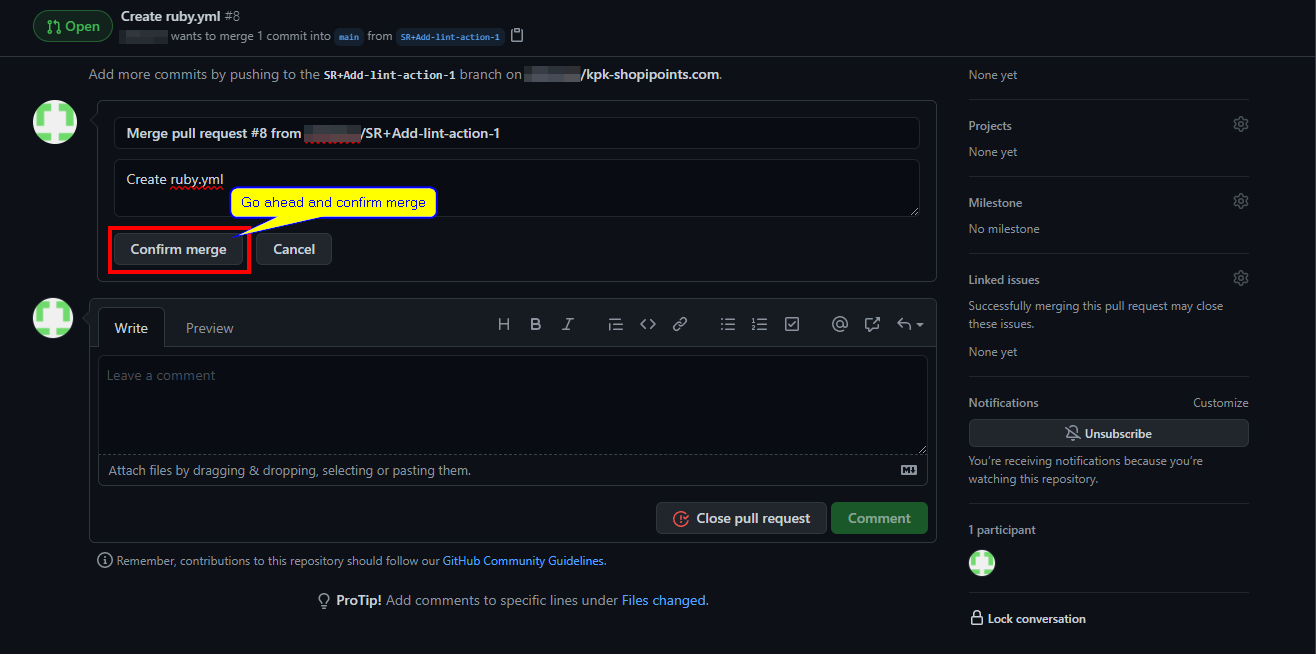 Open
Create ruby.yml #8
wants to merge 1 commit into main from SR+Add-lint-action-1
Add more commits by pushing to the SR+Add-lint-action-1 branch on /kpk-shopipoints.com.
Merge pull request #8 from /SR+Add-lint-action-1
Create ruby.yml
Go ahead and confirm merge
Confirm merge
Cancel
Write
Preview
Leave a comment
Attach files by dragging & dropping, selecting or pasting them.
Close pull request
Comment
Remember, contributions to this repository should follow our GitHub Community Guidelines.
ProTip! Add comments to specific lines under Files changed.
None yet
Projects
None yet
Milestone
No milestone
Linked issues
Successfully merging this pull request may close
these issues.
None yet
Notifications
Customize
Unsubscribe
You're receiving notifications because you're
watching this repository.
1 participant
Lock conversation